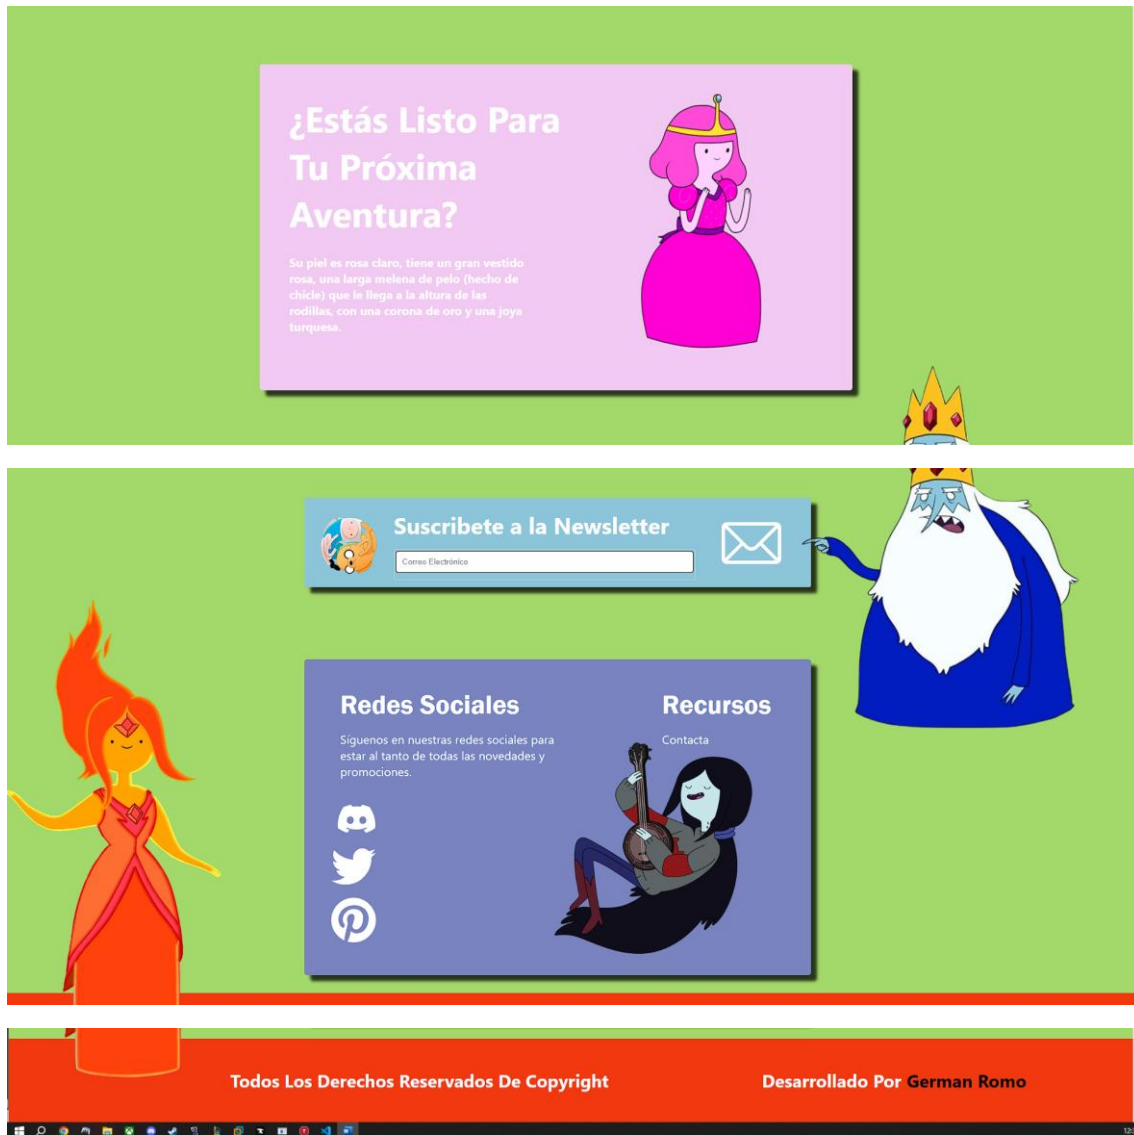 ¿Estás Listo Para
Tu Próxima
Aventura?
Su piel es rosa claro, tiene un gran vestido
rosa, una larga melena de pelo (hecho de
chicle) que le llega a la altura de las
rodillas, con una corona de oro y una joya
turquesa.
Suscribete a la Newsletter
Correo Electrónico
Redes Sociales
Siguenos en nuestras redes sociales para
estar al tanto de todas las novedades y
promociones.
Recursos
Contacta
Todos Los Derechos Reservados De Copyright
Desarrollado Por German Romo